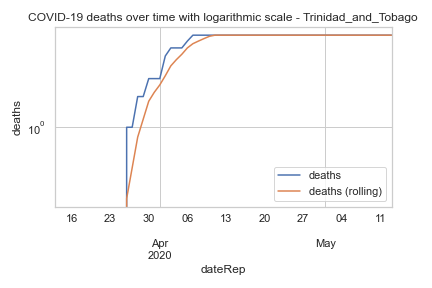 COVID-19 deaths over time with logarithmic scale - Trinidad_and_Tobago
deaths
10⁰
deaths
deaths (rolling)
16 23 30 06 13 20 27 04 11
Apr May
2020
dateRep